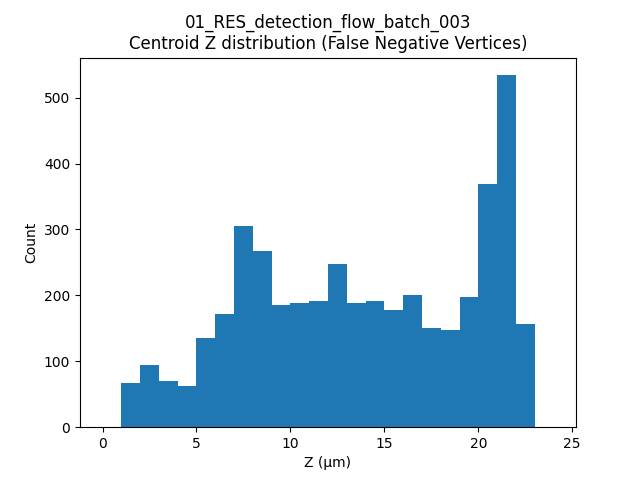 01_RES_detection_flow_batch_003
Centroid Z distribution (False Negative Vertices)
Count
500
400
300
200
100
0
0 5 10 15 20 25
Z (µm)